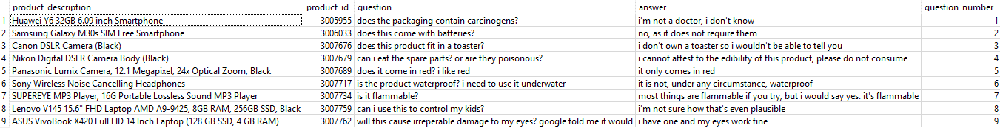 product description product id question answer question number
1 Huawei Y6 32GB 6.09 inch Smartphone 3005955 does the packaging contain carcinogens? i'm not a doctor, i don't know 1
2 Samsung Galaxy M30s SIM Free Smartphone 3006033 does this come with batteries? no, as it does not require them 2
3 Canon DSLR Camera (Black) 3007676 does this product fit in a toaster? i don't own a toaster so i wouldn't be able to tell you 3
4 Nikon Digital DSLR Camera Body (Black) 3007679 can i eat the spare parts? or are they poisonous? i cannot attest to the edibility of this product, please do not consume 4
5 Panasonic Lumix Camera, 12.1 Megapixel, 24x Optical Zoom, Black 3007689 does it come in red? i like red it only comes in red 5
6 Sony Wireless Noise Cancelling Headphones 3007717 is the product waterproof? i need to use it underwater it is not, under any circumstance, waterproof 6
7 SUPEREYE MP3 Player, 16G Portable Lossless Sound MP3 Player 3007734 is it flammable? most things are flammable if you try, but i would say yes. it's flammable 7
8 Lenovo V145 15.6" FHD Laptop AMD A9-9425, 8GB RAM, 256GB SSD, Black 3007759 can i use this to control my kids? i'm not sure how that's even plausible 8
9 ASUS VivoBook X420 Full HD 14 Inch Laptop (128 GB SSD, 4 GB RAM) 3007762 will this cause irreperable damage to my eyes? google told me it would i have one and my eyes work fine 9